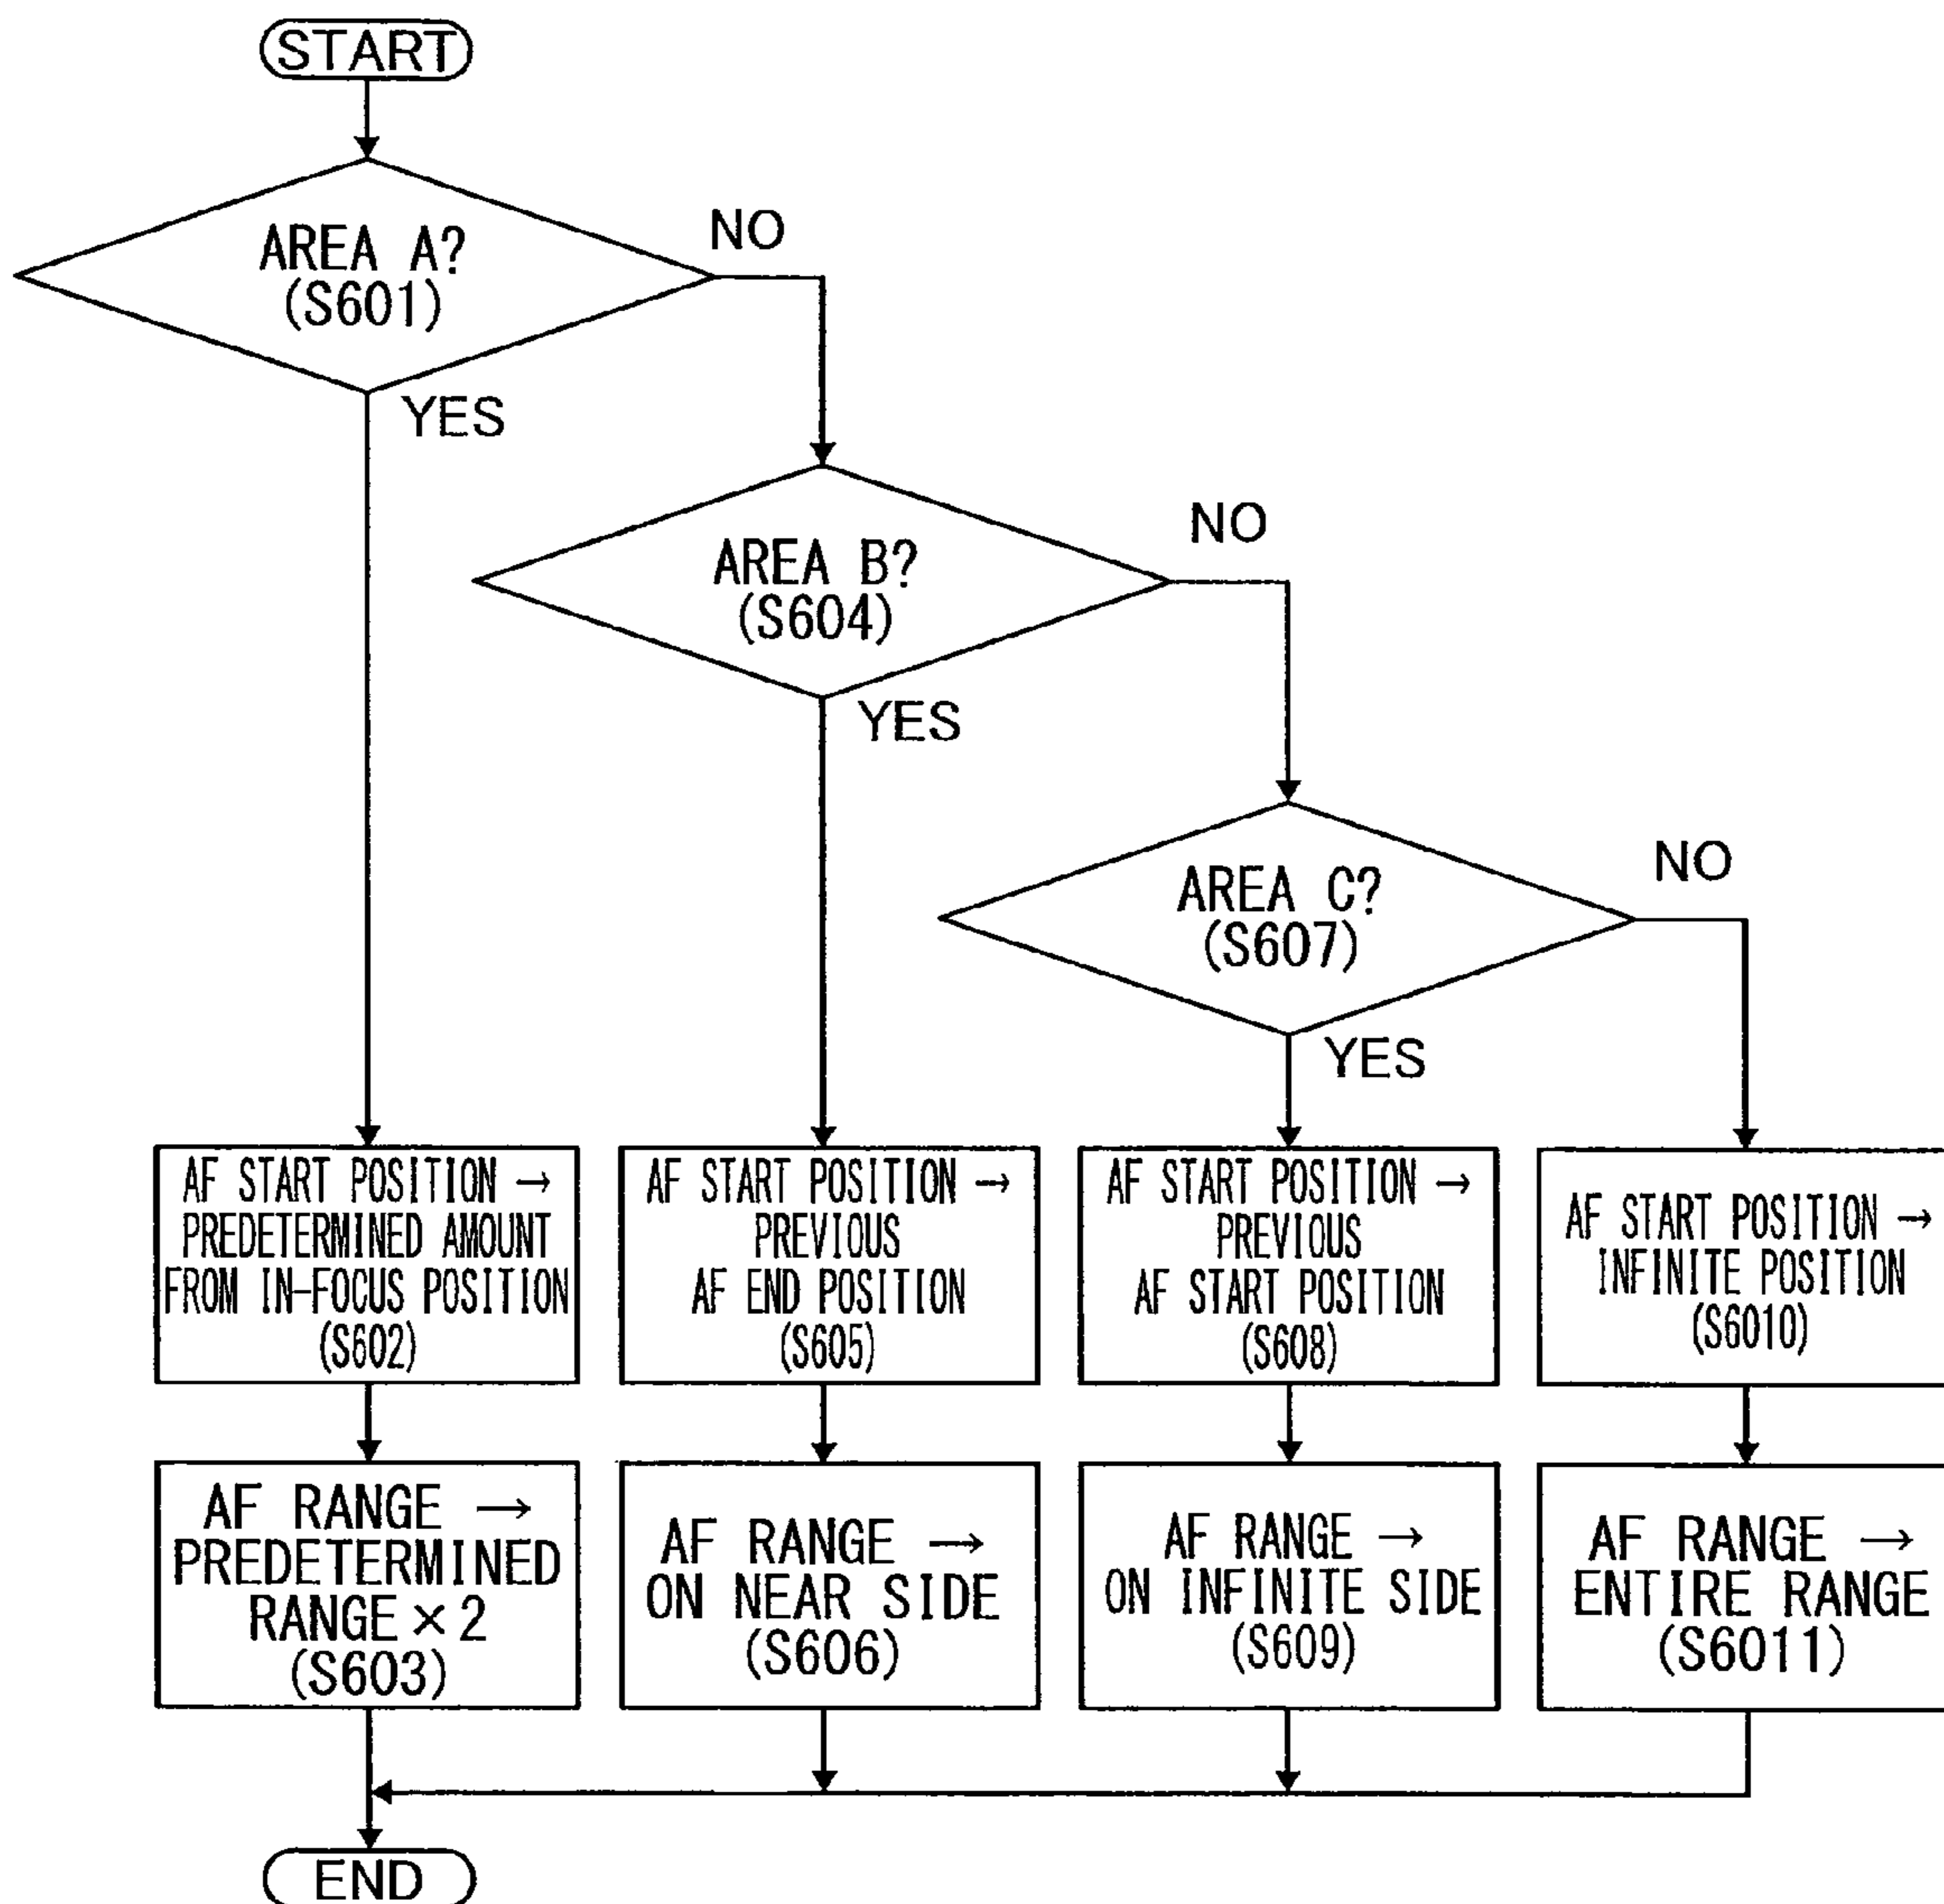 START
AREA A?
(S601)
NO
YES
AREA B?
(S604)
NO
YES
AREA C?
(S607)
NO
YES
AF START POSITION →
PREDETERMINED AMOUNT
FROM IN-FOCUS POSITION
(S602)
AF START POSITION →
PREVIOUS
AF END POSITION
(S605)
AF START POSITION →
PREVIOUS
AF START POSITION
(S608)
AF START POSITION →
INFINITE POSITION
(S6010)
AF RANGE →
PREDETERMINED
RANGE × 2
(S603)
AF RANGE →
ON NEAR SIDE
(S606)
AF RANGE →
ON INFINITE SIDE
(S609)
AF RANGE →
ENTIRE RANGE
(S6011)
END